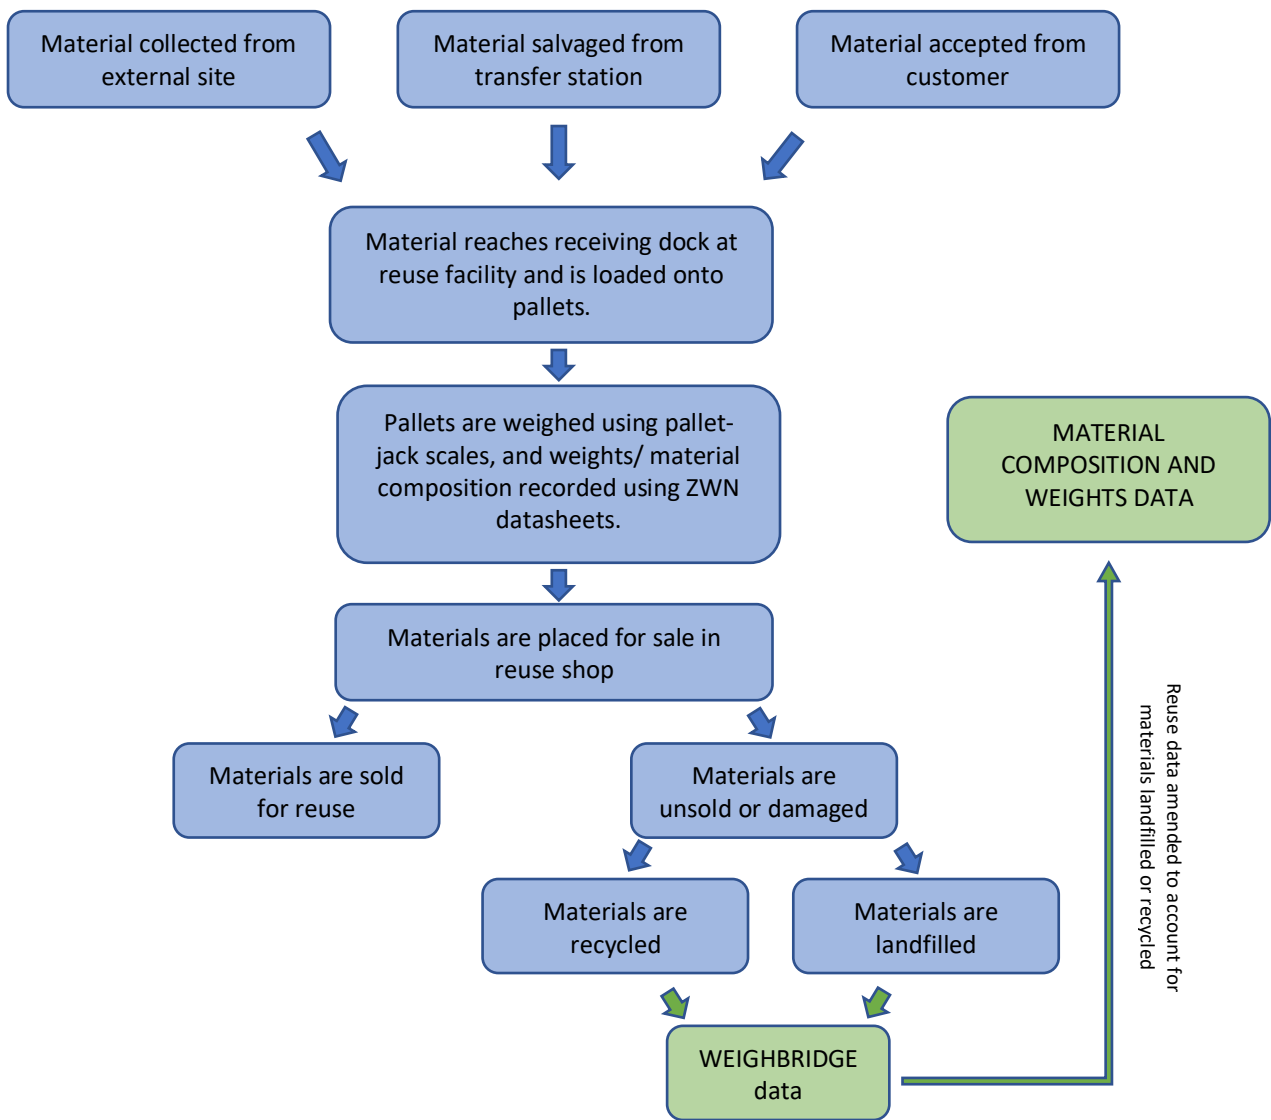 Material collected from
external site
Material salvaged from
transfer station
Material accepted from
customer
Material reaches receiving dock at
reuse facility and is loaded onto
pallets.
Pallets are weighed using pallet-
jack scales, and weights/ material
composition recorded using ZWN
datasheets.
MATERIAL
COMPOSITION AND
WEIGHTS DATA
Materials are placed for sale in
reuse shop
Materials are sold
for reuse
Materials are
unsold or damaged
Reuse data amended to account for
materials landfilled or recycled
Materials are
recycled
Materials are
landfilled
WEIGHBRIDGE
data